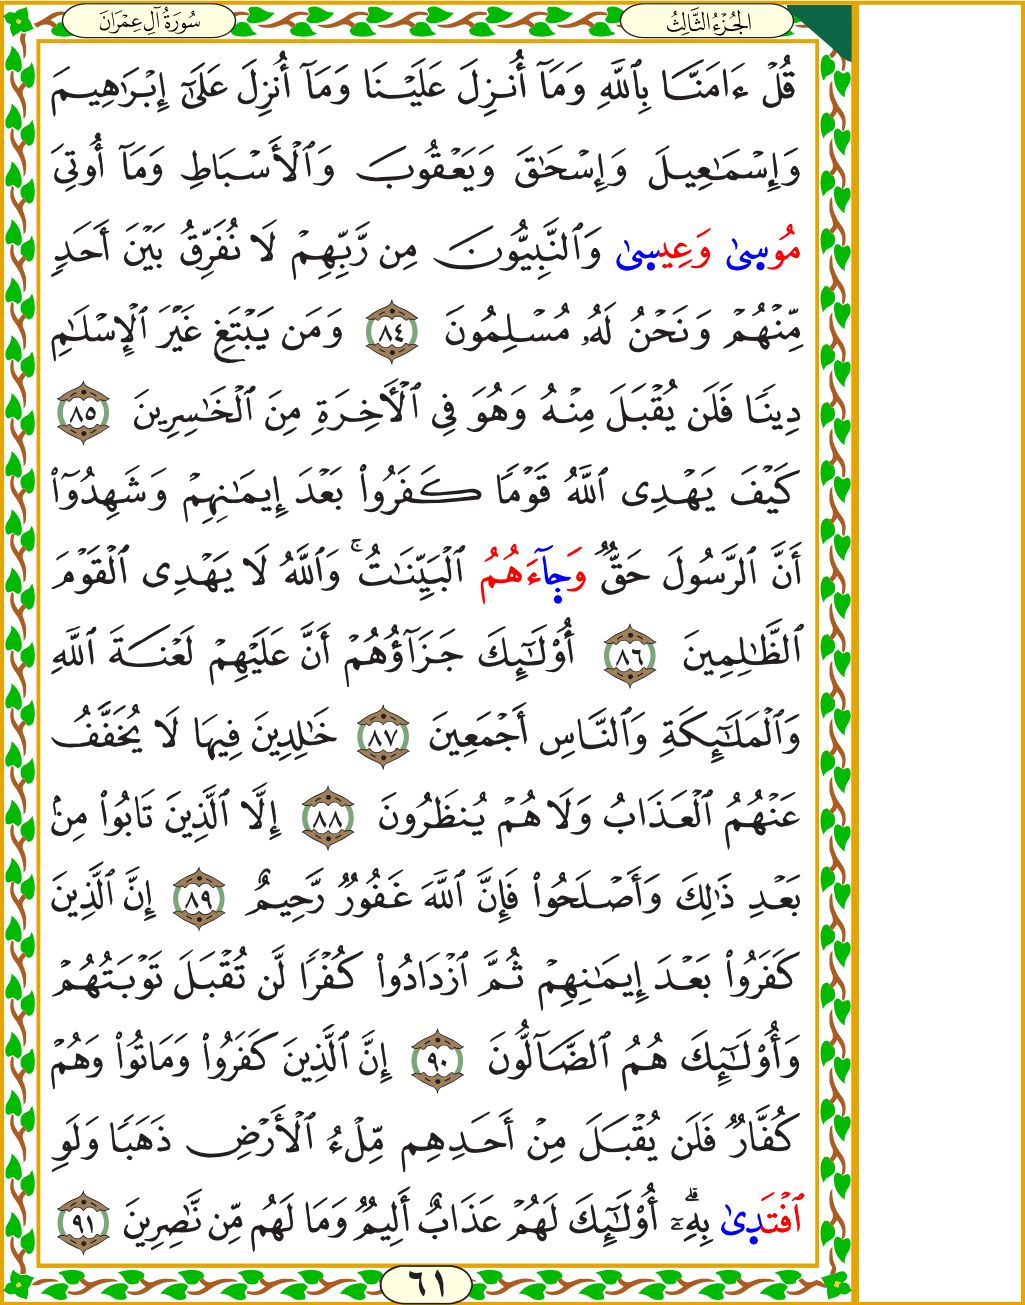 سُورَةُ آلِ عِمْرَانَ
الجُزْءُ الثَّالِثُ
قُلۡ ءَامَنَّا بِٱللَّهِ وَمَآ أُنزِلَ عَلَيۡنَا وَمَآ أُنزِلَ عَلَىٰٓ إِبۡرَٰهِيمَ
وَإِسۡمَٰعِيلَ وَإِسۡحَٰقَ وَيَعۡقُوبَ وَٱلۡأَسۡبَاطِ وَمَآ أُوتِيَ
مُوسىٰ وَعِيسىٰ وَٱلنَّبِيُّونَ مِن رَّبِّهِمۡ لَا نُفَرِّقُ بَيۡنَ أَحَدٖ
مِّنۡهُمۡ وَنَحۡنُ لَهُۥ مُسۡلِمُونَ ٨٤ وَمَن يَبۡتَغِ غَيۡرَ ٱلۡإِسۡلَٰمِ
دِينٗا فَلَن يُقۡبَلَ مِنۡهُ وَهُوَ فِي ٱلۡأٓخِرَةِ مِنَ ٱلۡخَٰسِرِينَ ٨٥
كَيۡفَ يَهۡدِي ٱللَّهُ قَوۡمٗا كَفَرُواْ بَعۡدَ إِيمَٰنِهِمۡ وَشَهِدُوٓاْ
أَنَّ ٱلرَّسُولَ حَقّٞ وَجآءَهُمُ ٱلۡبَيِّنَٰتُۚ وَٱللَّهُ لَا يَهۡدِي ٱلۡقَوۡمَ
ٱلظَّٰلِمِينَ ٨٦ أُوْلَٰٓئِكَ جَزَآؤُهُمۡ أَنَّ عَلَيۡهِمۡ لَعۡنَةَ ٱللَّهِ
وَٱلۡمَلَٰٓئِكَةِ وَٱلنَّاسِ أَجۡمَعِينَ ٨٧ خَٰلِدِينَ فِيهَا لَا يُخَفَّفُ
عَنۡهُمُ ٱلۡعَذَابُ وَلَا هُمۡ يُنظَرُونَ ٨٨ إِلَّا ٱلَّذِينَ تَابُواْ مِنۢ
بَعۡدِ ذَٰلِكَ وَأَصۡلَحُواْ فَإِنَّ ٱللَّهَ غَفُورٞ رَّحِيمٌ ٨٩ إِنَّ ٱلَّذِينَ
كَفَرُواْ بَعۡدَ إِيمَٰنِهِمۡ ثُمَّ ٱزۡدَادُواْ كُفۡرٗا لَّن تُقۡبَلَ تَوۡبَتُهُمۡ
وَأُوْلَٰٓئِكَ هُمُ ٱلضَّآلُّونَ ٩٠ إِنَّ ٱلَّذِينَ كَفَرُواْ وَمَاتُواْ وَهُمۡ
كُفَّارٞ فَلَن يُقۡبَلَ مِنۡ أَحَدِهِم مِّلۡءُ ٱلۡأَرۡضِ ذَهَبٗا وَلَوِ
ٱفۡتَدىٰ بِهِۦٓۗ أُوْلَٰٓئِكَ لَهُمۡ عَذَابٌ أَلِيمٞ وَمَا لَهُم مِّن نَّٰصِرِينَ ٩١
٦١